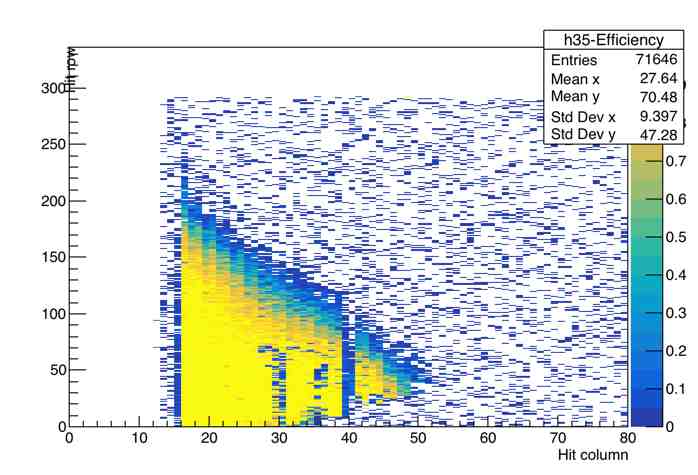 h35-Efficiency
Entries 71646
Mean x 27.64
Mean y 70.48
Std Dev x 9.397
Std Dev y 47.28
Hit row
300
250
200
150
100
50
0
0 10 20 30 40 50 60 70 80
Hit column
0.7
0.6
0.5
0.4
0.3
0.2
0.1
0